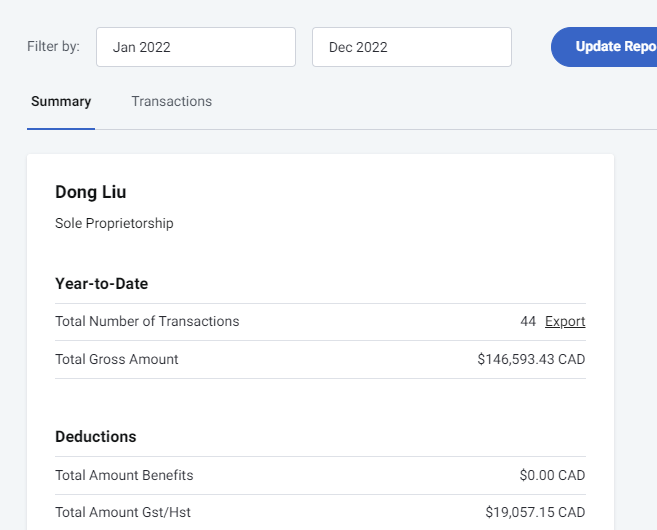 Filter by: Jan 2022 Dec 2022 Update Repo
Summary Transactions
Dong Liu
Sole Proprietorship
Year-to-Date
Total Number of Transactions 44 Export
Total Gross Amount $146,593.43 CAD
Deductions
Total Amount Benefits $0.00 CAD
Total Amount Gst/Hst $19,057.15 CAD